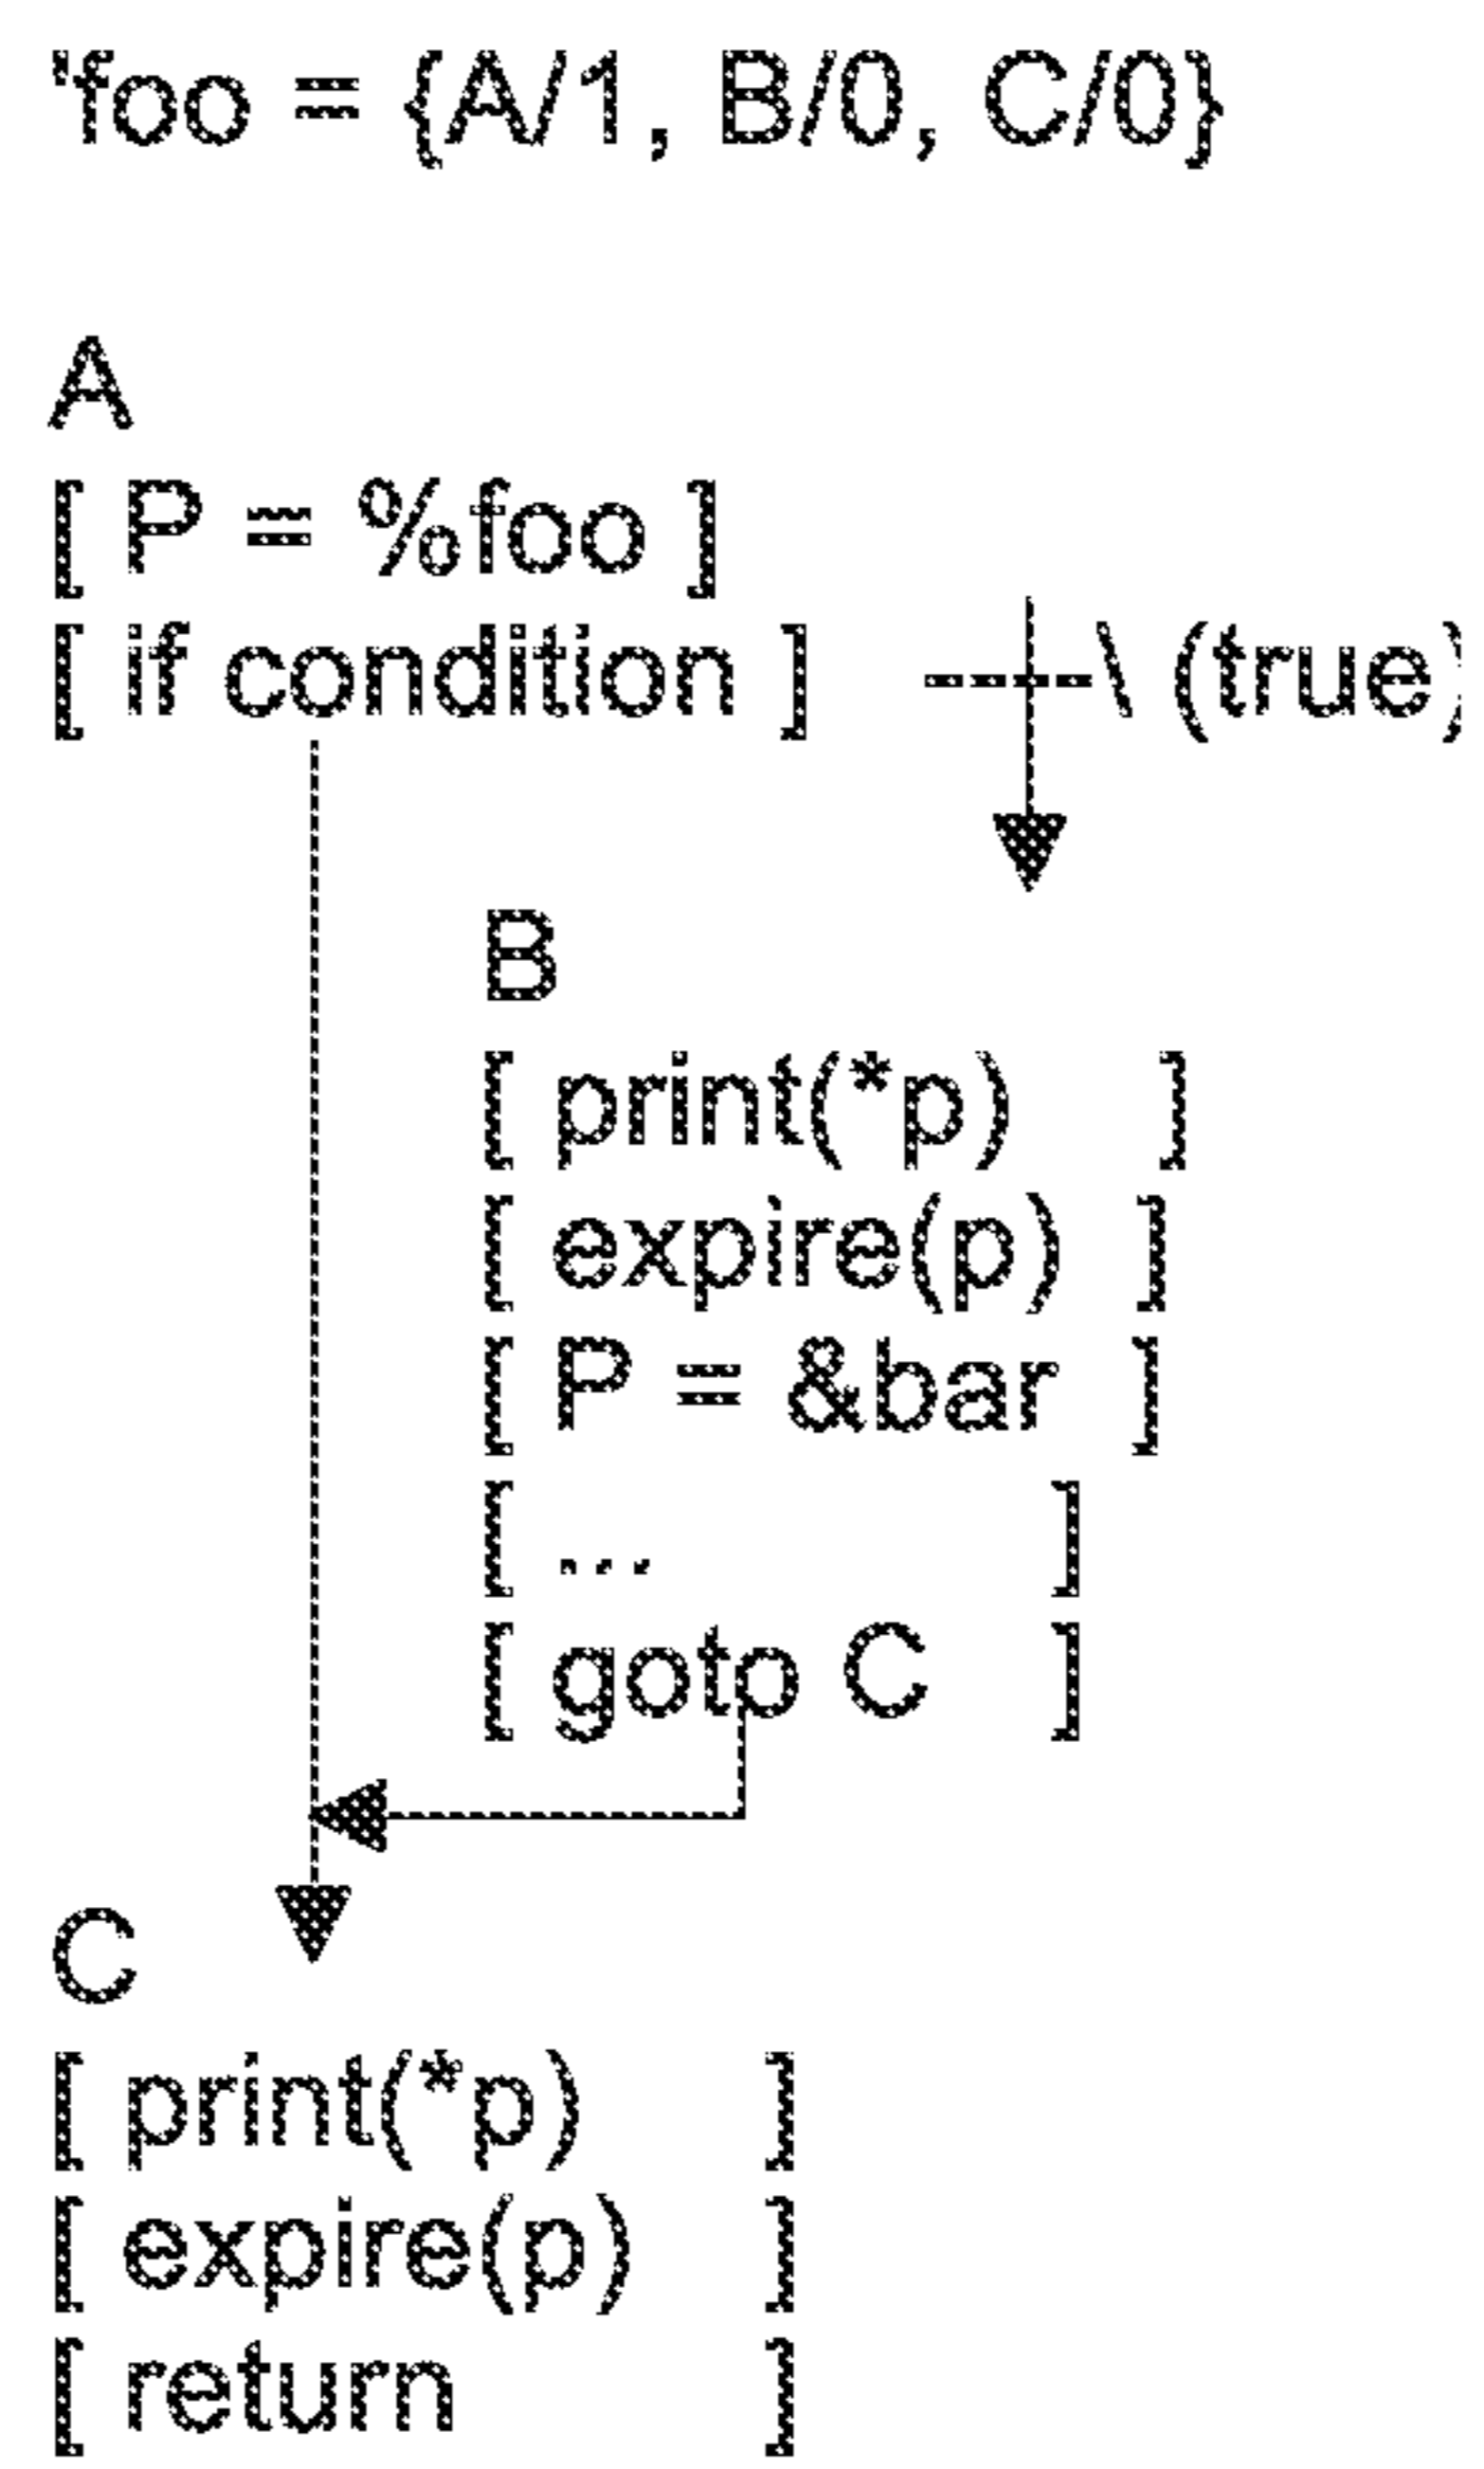 'foo = {A/1, B/0, C/0}
A
[ P = %foo ]
[ if condition ] ----\ (true)
B
[ print(*p) ]
[ expire(p) ]
[ P = &bar ]
[ ... ]
[ goto C ]
C
[ print(*p) ]
[ expire(p) ]
[ return ]